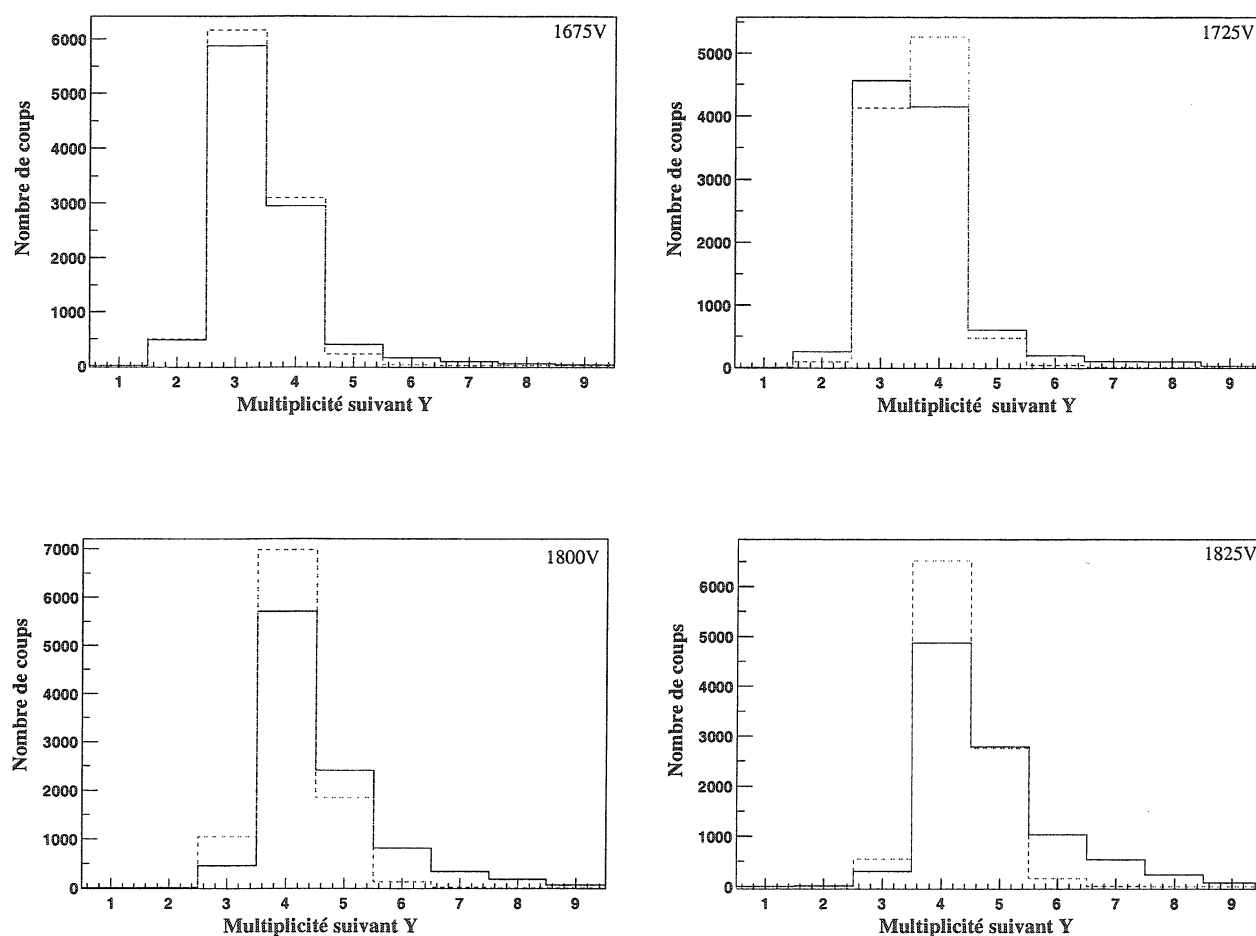 1675V
6000
5000
4000
3000
2000
1000
0
Nombre de coups
1 2 3 4 5 6 7 8 9
Multiplicité suivant Y
1725V
5000
4000
3000
2000
1000
0
Nombre de coups
1 2 3 4 5 6 7 8 9
Multiplicité suivant Y
1800V
7000
6000
5000
4000
3000
2000
1000
0
Nombre de coups
1 2 3 4 5 6 7 8 9
Multiplicité suivant Y
1825V
6000
5000
4000
3000
2000
1000
0
Nombre de coups
1 2 3 4 5 6 7 8 9
Multiplicité suivant Y